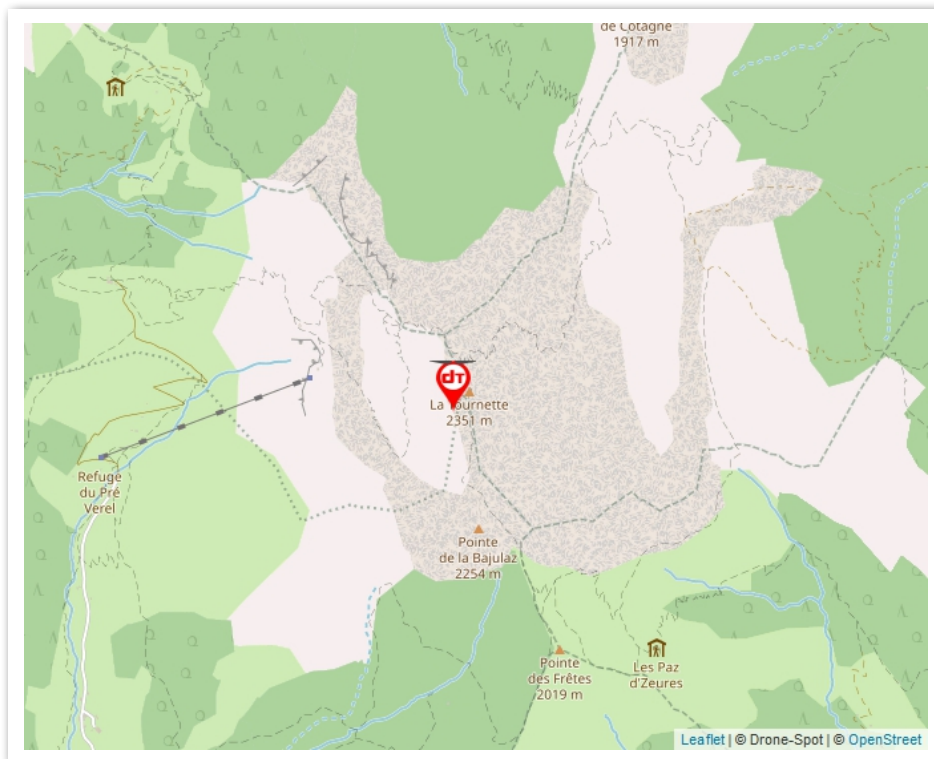 de Cotagne
1917 m
dT
La Tournette
2351 m
Refuge
du Pré
Verel
Pointe
de la Bajulaz
2254 m
Pointe
des Frêtes
2019 m
Les Paz
d'Zeures
Leaflet | © Drone-Spot | © OpenStreet